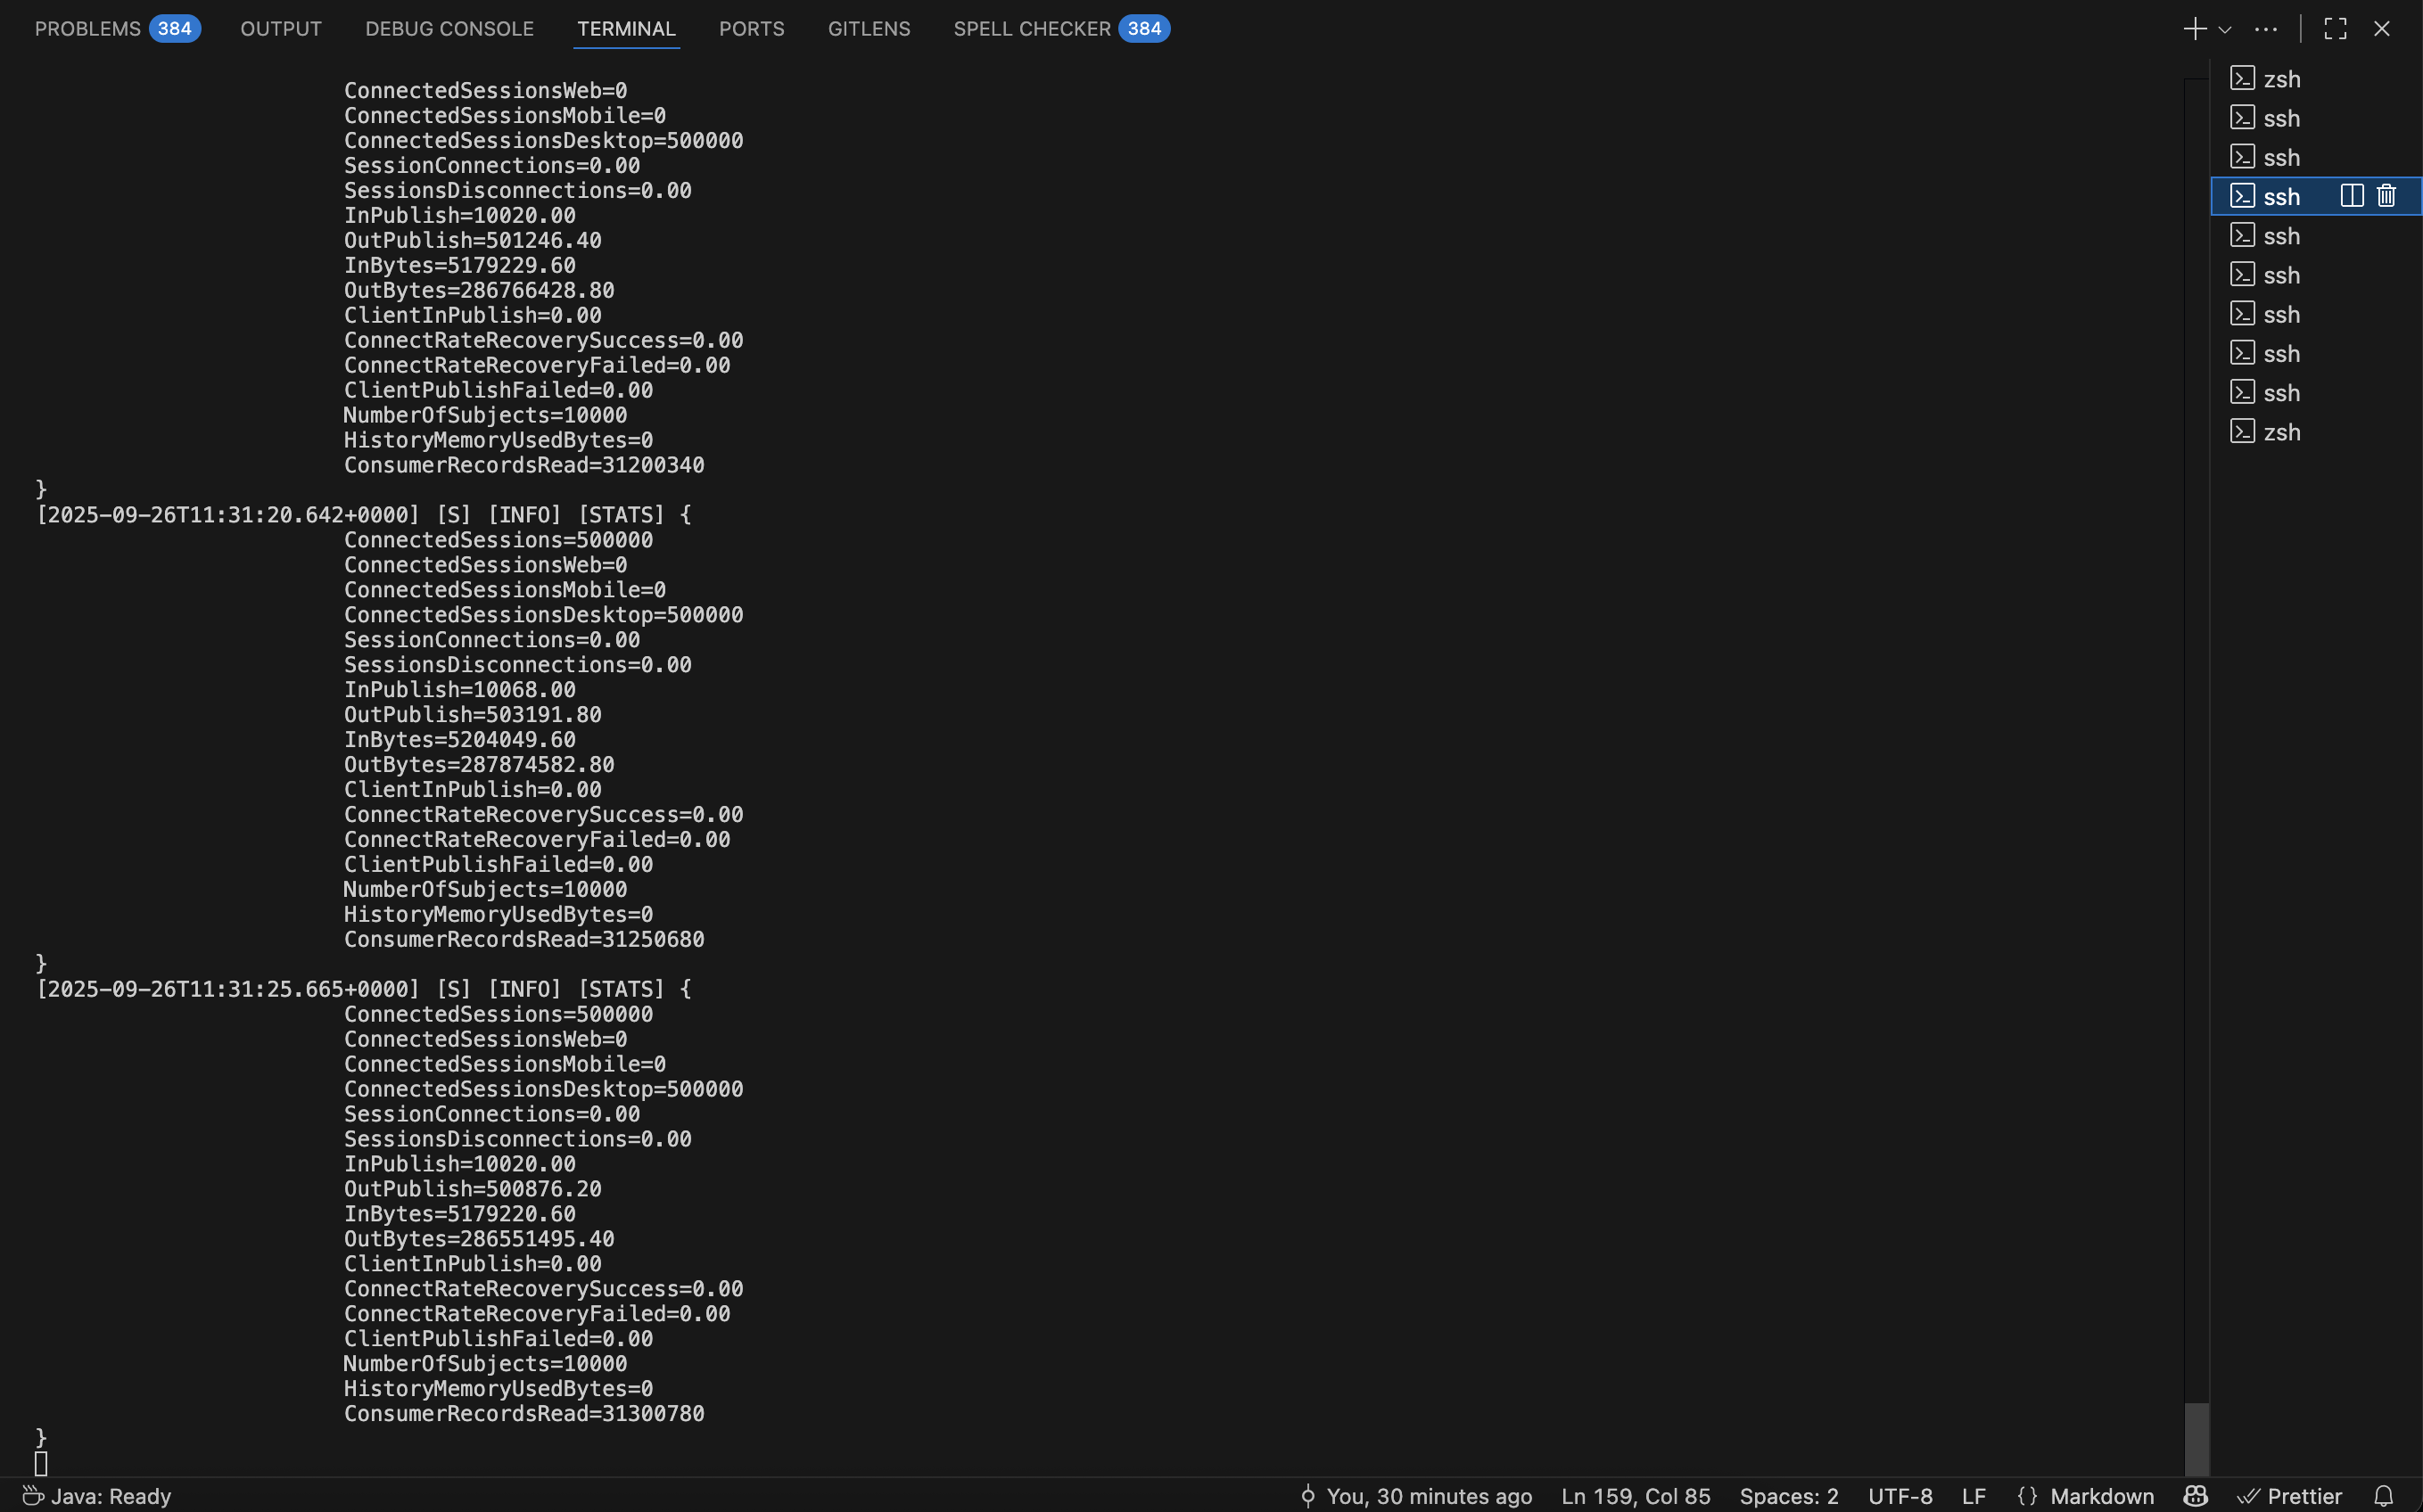 PROBLEMS 384 OUTPUT DEBUG CONSOLE TERMINAL PORTS GITLENS SPELL CHECKER 384
ConnectedSessionsWeb=0
ConnectedSessionsMobile=0
ConnectedSessionsDesktop=500000
SessionConnections=0.00
SessionsDisconnections=0.00
InPublish=10020.00
OutPublish=501246.40
InBytes=5179229.60
OutBytes=286766428.80
ClientInPublish=0.00
ConnectRateRecoverySuccess=0.00
ConnectRateRecoveryFailed=0.00
ClientPublishFailed=0.00
NumberOfSubjects=10000
HistoryMemoryUsedBytes=0
ConsumerRecordsRead=31200340
}
[2025-09-26T11:31:20.642+0000] [S] [INFO] [STATS] {
ConnectedSessions=500000
ConnectedSessionsWeb=0
ConnectedSessionsMobile=0
ConnectedSessionsDesktop=500000
SessionConnections=0.00
SessionsDisconnections=0.00
InPublish=10068.00
OutPublish=503191.80
InBytes=5204049.60
OutBytes=287874582.80
ClientInPublish=0.00
ConnectRateRecoverySuccess=0.00
ConnectRateRecoveryFailed=0.00
ClientPublishFailed=0.00
NumberOfSubjects=10000
HistoryMemoryUsedBytes=0
ConsumerRecordsRead=31250680
}
[2025-09-26T11:31:25.665+0000] [S] [INFO] [STATS] {
ConnectedSessions=500000
ConnectedSessionsWeb=0
ConnectedSessionsMobile=0
ConnectedSessionsDesktop=500000
SessionConnections=0.00
SessionsDisconnections=0.00
InPublish=10020.00
OutPublish=500876.20
InBytes=5179220.60
OutBytes=286551495.40
ClientInPublish=0.00
ConnectRateRecoverySuccess=0.00
ConnectRateRecoveryFailed=0.00
ClientPublishFailed=0.00
NumberOfSubjects=10000
HistoryMemoryUsedBytes=0
ConsumerRecordsRead=31300780
}
zsh
ssh
ssh
ssh
ssh
ssh
ssh
ssh
ssh
zsh
Java: Ready You, 30 minutes ago Ln 159, Col 85 Spaces: 2 UTF-8 LF {} Markdown Prettier